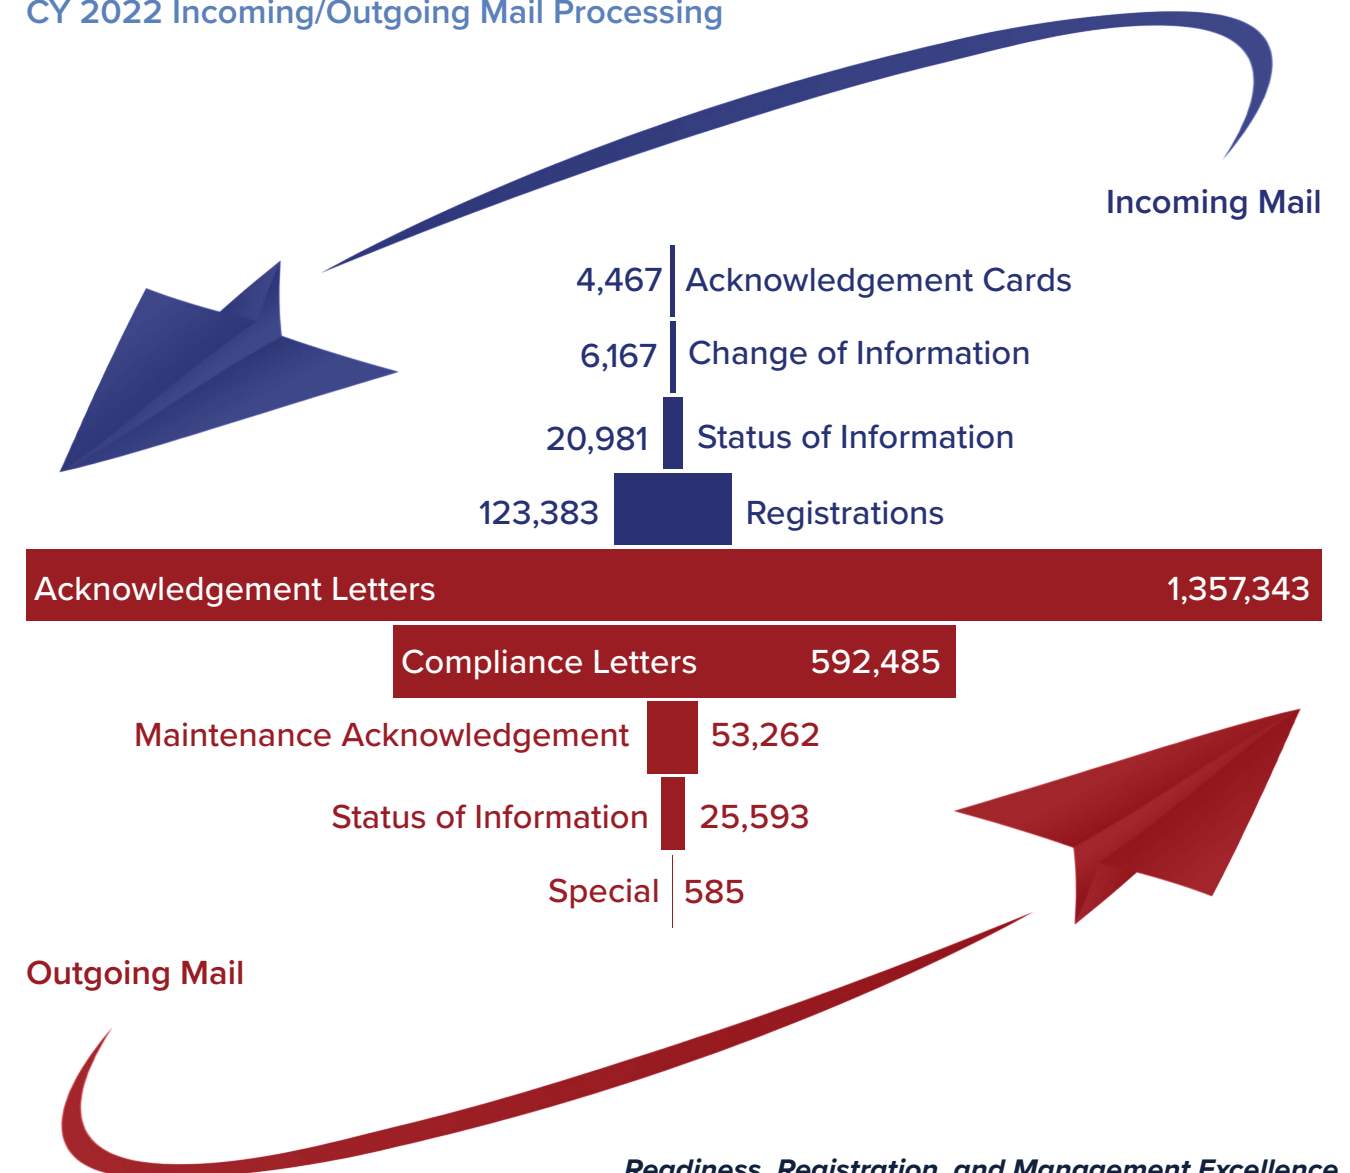 CY 2022 Incoming/Outgoing Mail Processing
Incoming Mail
4,467 Acknowledgement Cards
6,167 Change of Information
20,981 Status of Information
123,383 Registrations
Acknowledgement Letters 1,357,343
Compliance Letters 592,485
Maintenance Acknowledgement 53,262
Status of Information 25,593
Special 585
Outgoing Mail
Readiness, Registration, and Management Excellence